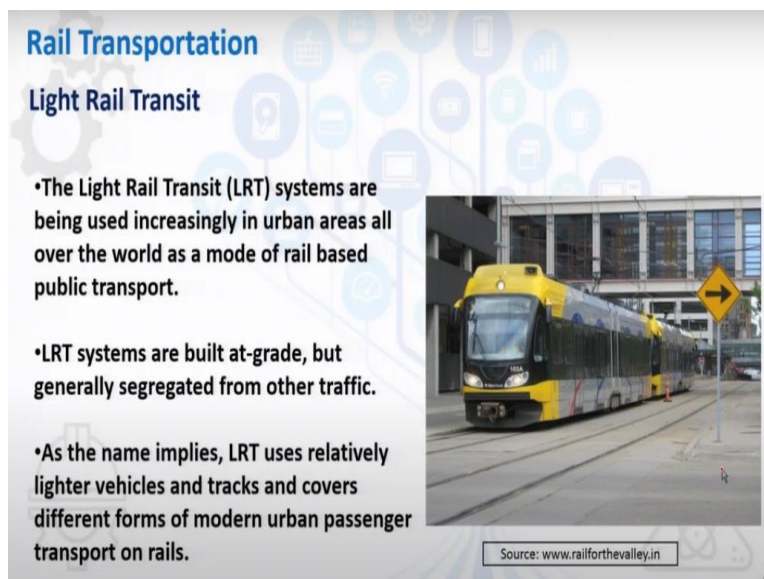 Rail Transportation
Light Rail Transit
•The Light Rail Transit (LRT) systems are
being used increasingly in urban areas all
over the world as a mode of rail based
public transport.
•LRT systems are built at-grade, but
generally segregated from other traffic.
•As the name implies, LRT uses relatively
lighter vehicles and tracks and covers
different forms of modern urban passenger
transport on rails.
103A
Source: www.railforthevalley.in